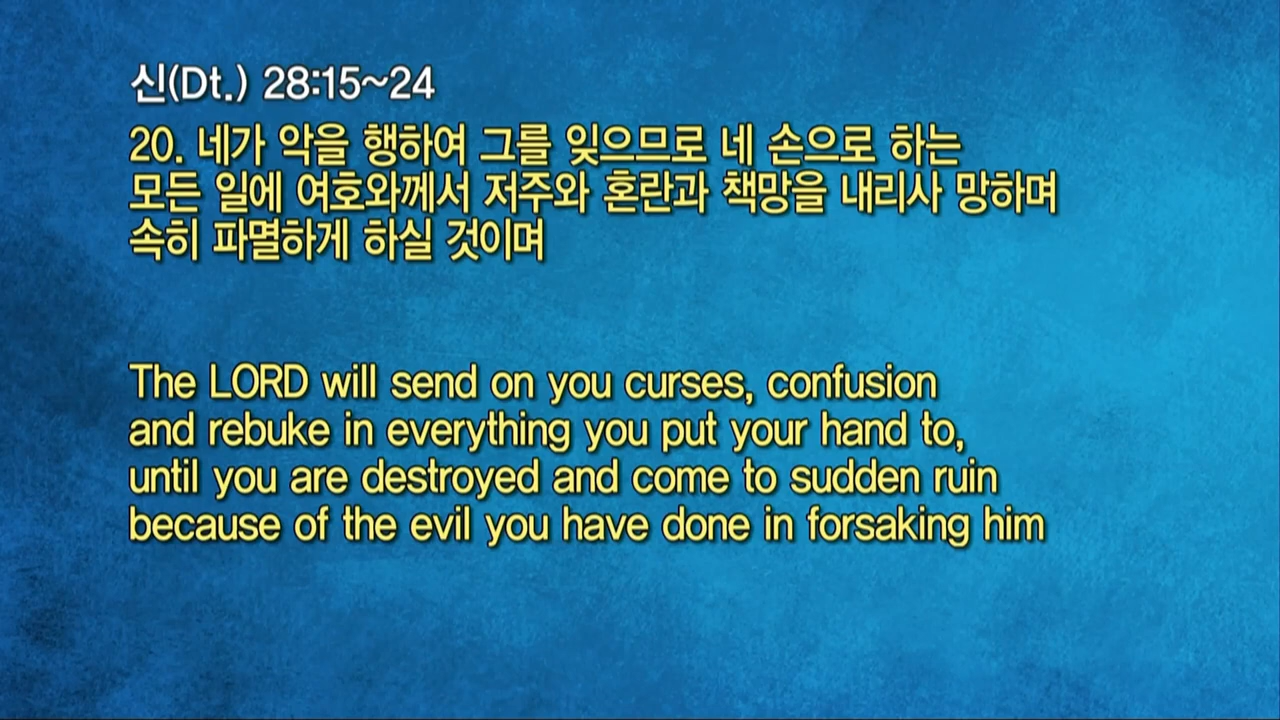 신(Dt.) 28:15~24
20. 네가 악을 행하여 그를 잊으므로 네 손으로 하는
모든 일에 여호와께서 저주와 혼란과 책망을 내리사 망하며
속히 파멸하게 하실 것이며
The LORD will send on you curses, confusion
and rebuke in everything you put your hand to,
until you are destroyed and come to sudden ruin
because of the evil you have done in forsaking him